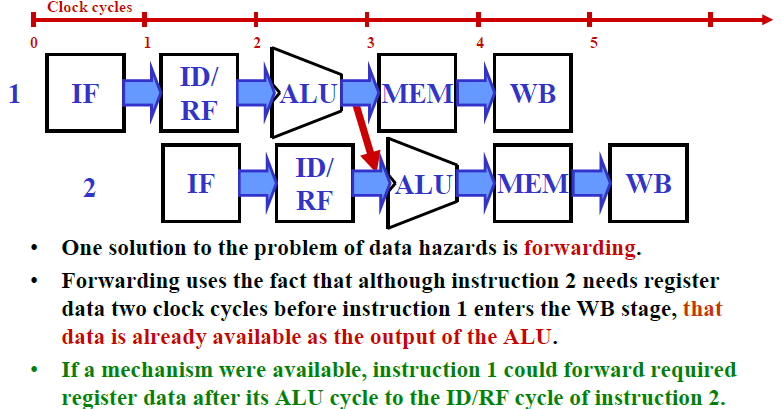 Clock cycles
0 1 2 3 4 5
1 IF ID/ RF ALU MEM WB
2 IF ID/ RF ALU MEM WB
• One solution to the problem of data hazards is forwarding.
• Forwarding uses the fact that although instruction 2 needs register
data two clock cycles before instruction 1 enters the WB stage, that
data is already available as the output of the ALU.
• If a mechanism were available, instruction 1 could forward required
register data after its ALU cycle to the ID/RF cycle of instruction 2.